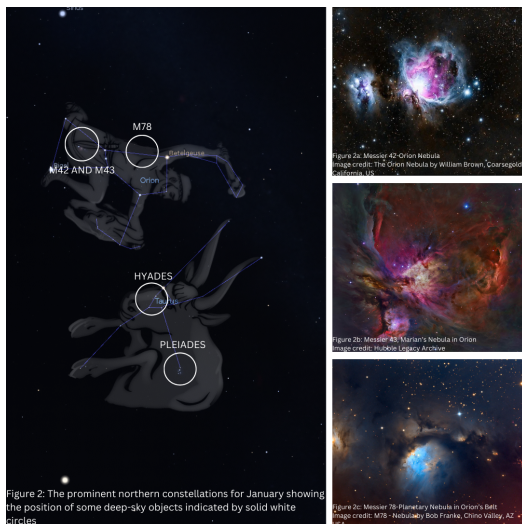 Sirius
M78
Betelgeuse
M42 AND M43
Orion
HYADES
Taurus
PLEIADES
Figure 2: The prominent northern constellations for January showing
the position of some deep-sky objects indicated by solid white
circles
Figure 2a: Messier 42-Orion Nebula
Image credit: The Orion Nebula by William Brown, Coarsegold
California, US
Figure 2b: Messier 43, Marian's Nebula in Orion
Image credit: Hubble Legacy Archive
Figure 2c: Messier 78-Planetary Nebula in Orion's Belt
Image credit: M78 - Nebula by Bob Franke, Chino Valley, AZ